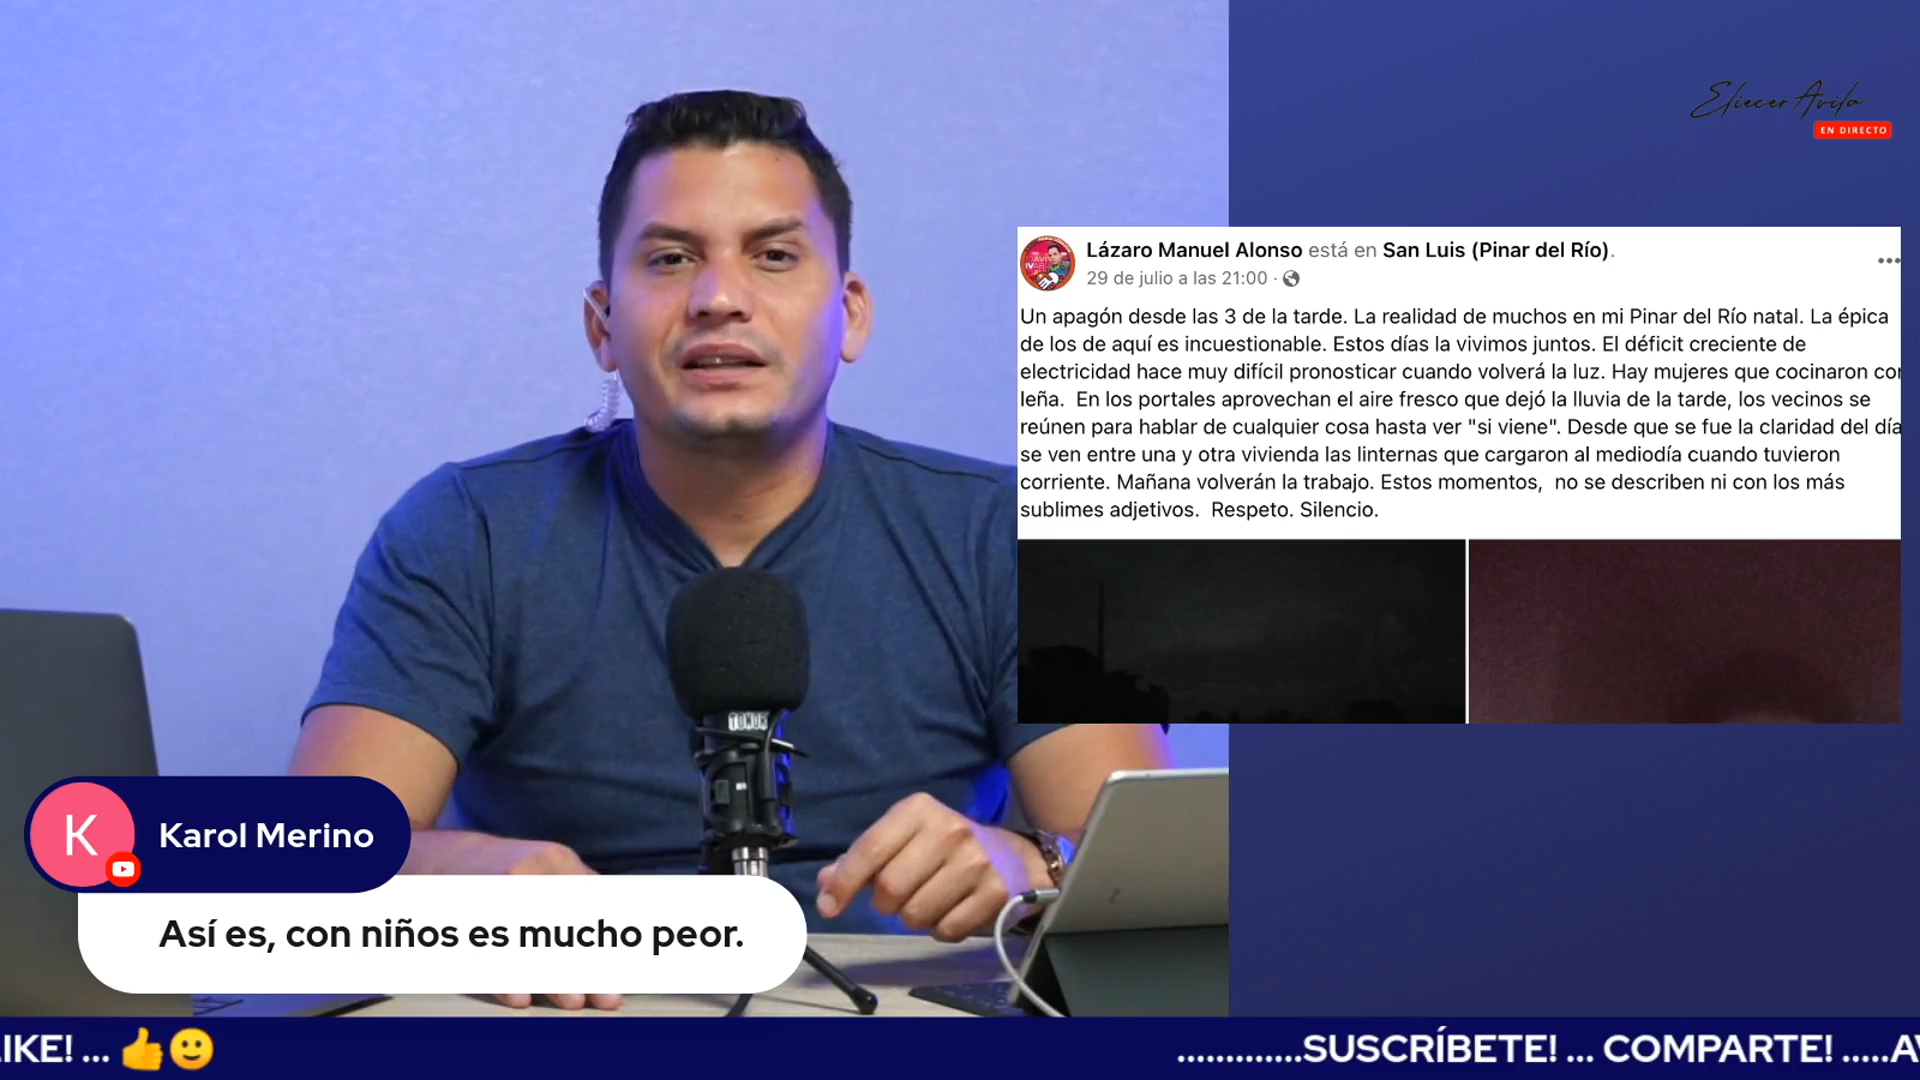 Eliecer Avila
EN DIRECTO
Lázaro Manuel Alonso está en San Luis (Pinar del Río).
29 de julio a las 21:00 ·
Un apagón desde las 3 de la tarde. La realidad de muchos en mi Pinar del Río natal. La épica
de los de aquí es incuestionable. Estos días la vivimos juntos. El déficit creciente de
electricidad hace muy difícil pronosticar cuando volverá la luz. Hay mujeres que cocinaron con
leña. En los portales aprovechan el aire fresco que dejó la lluvia de la tarde, los vecinos se
reúnen para hablar de cualquier cosa hasta ver "si viene". Desde que se fue la claridad del día
se ven entre una y otra vivienda las linternas que cargaron al mediodía cuando tuvieron
corriente. Mañana volverán la trabajo. Estos momentos, no se describen ni con los más
sublimes adjetivos. Respeto. Silencio.
TONOR
K
Karol Merino
Así es, con niños es mucho peor.
LIKE! ... 👍🙂 .............SUSCRÍBETE! ... COMPARTE! .....